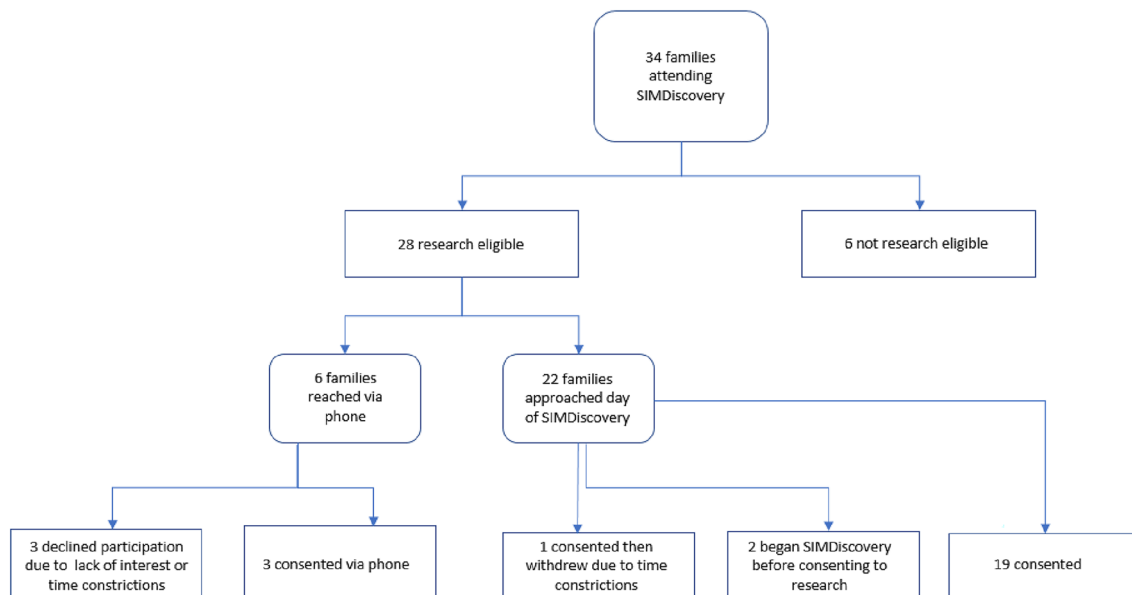 34 families
attending
SIMDiscovery
28 research eligible
6 not research eligible
6 families
reached via
phone
22 families
approached day
of SIMDiscovery
3 declined participation
due to lack of interest or
time constrictions
3 consented via phone
1 consented then
withdrew due to time
constrictions
2 began SIMDiscovery
before consenting to
research
19 consented